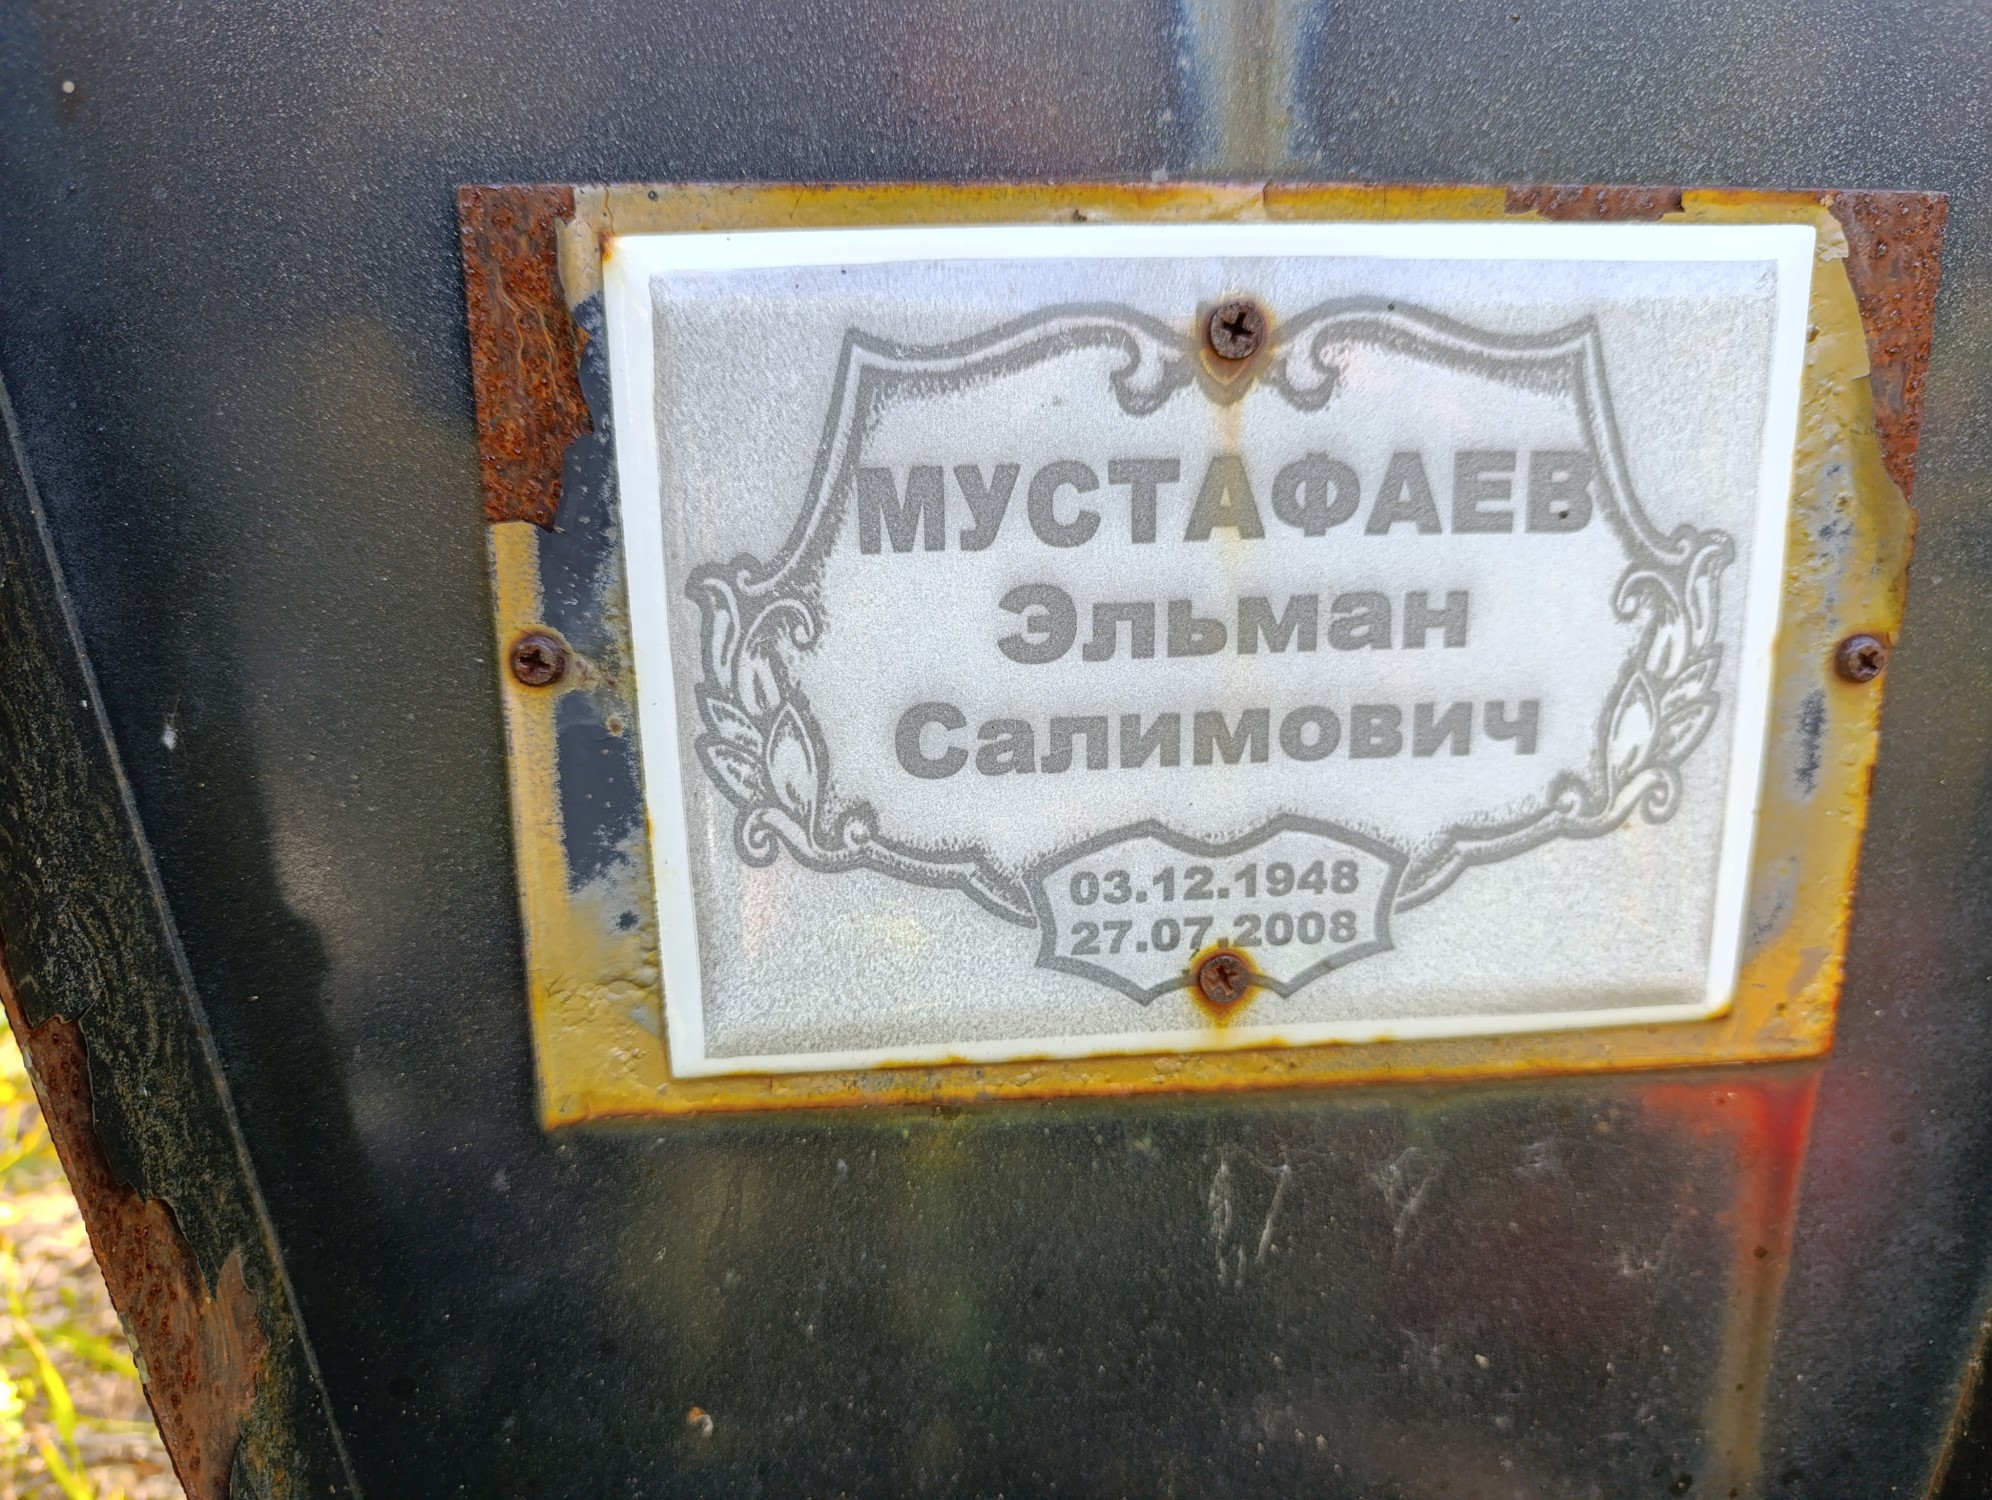 МУСТАФАЕВ
Эльман
Салимович
03.12.1948
27.07.2008